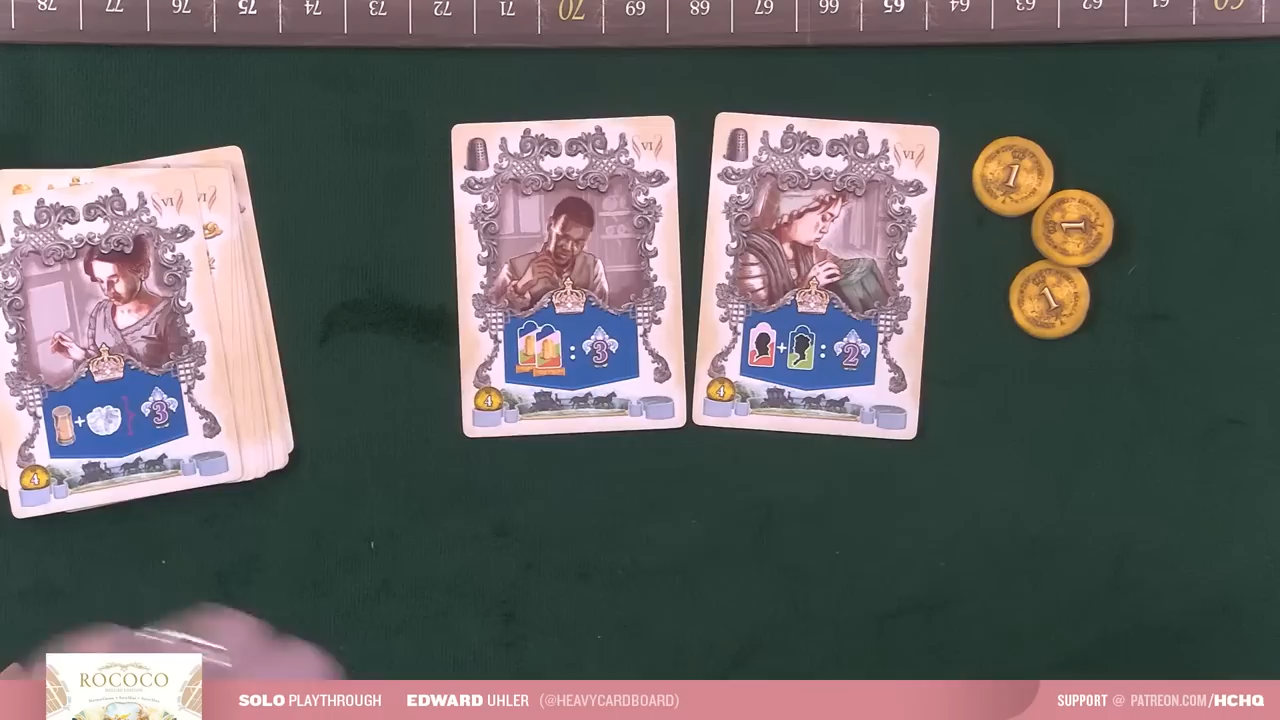 78 77 76 75 74 73 72 71 70 69 68 67 66 65 64 63 62 61 60
VI
VI
VI
VI
1
1
1
3
2
3
4
4
4
ROCOCO
SOLO PLAYTHROUGH EDWARD UHLER (@HEAVYCARDBOARD) SUPPORT @ PATREON.COM/HCHQ